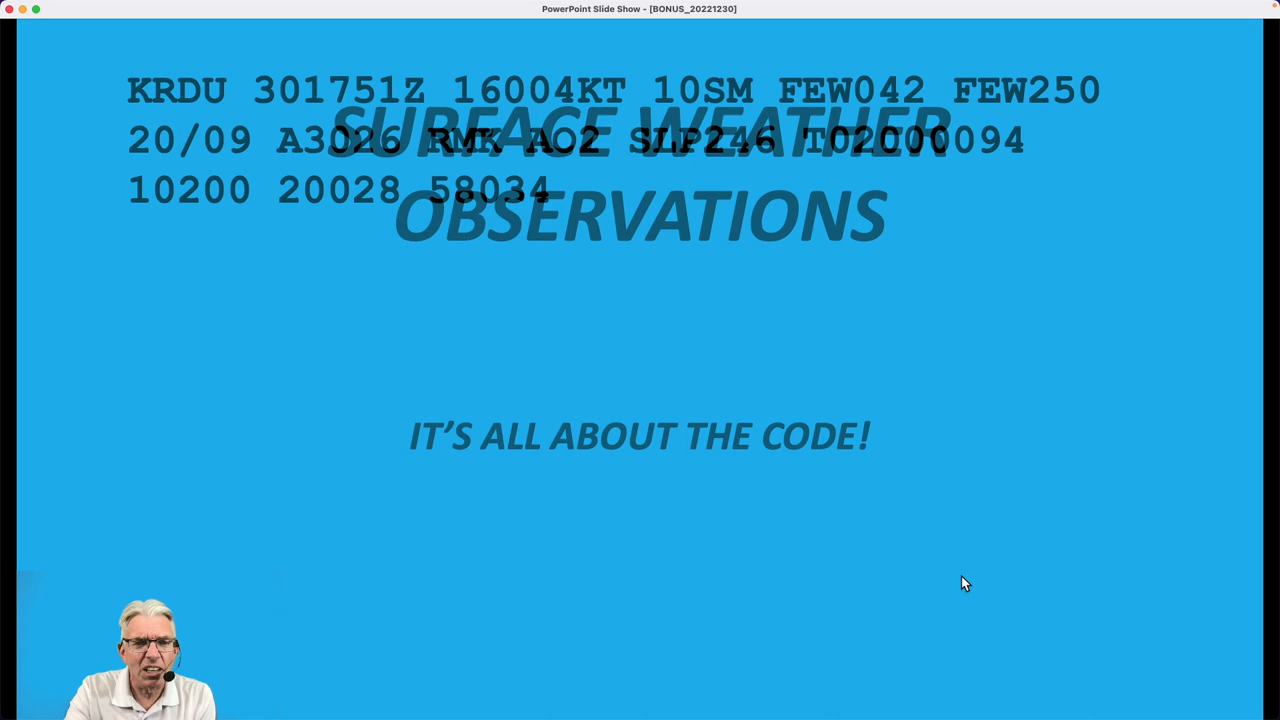 PowerPoint Slide Show - [BONUS_20221230]
KRDU 301751Z 16004KT 10SM FEW042 FEW250
20/09 A3026 RMK AO2 SLP246 T02000094
10200 20028 58034
SURFACE WEATHER
OBSERVATIONS
IT’S ALL ABOUT THE CODE!